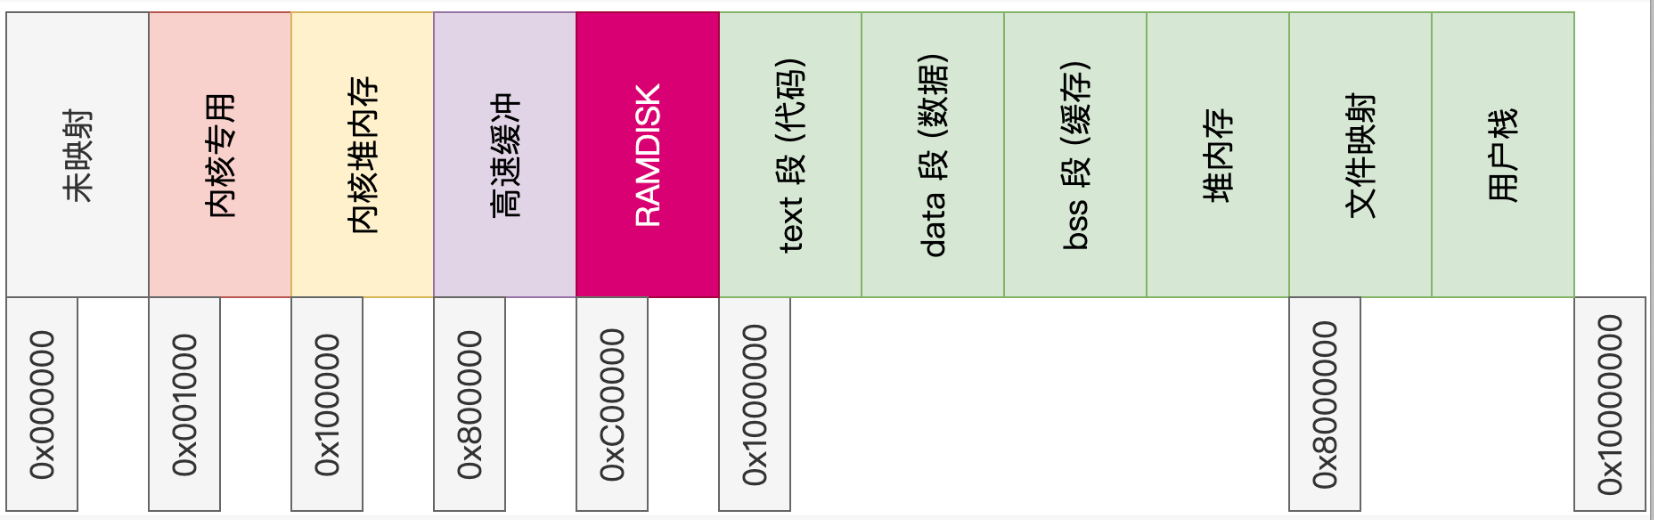 未映射
内核专用
内核堆内存
高速缓冲
RAMDISK
text 段 (代码)
data 段 (数据)
bss 段 (缓存)
堆内存
文件映射
用户栈
0x000000
0x001000
0x100000
0x800000
0xC00000
0x1000000
0x8000000
0x10000000